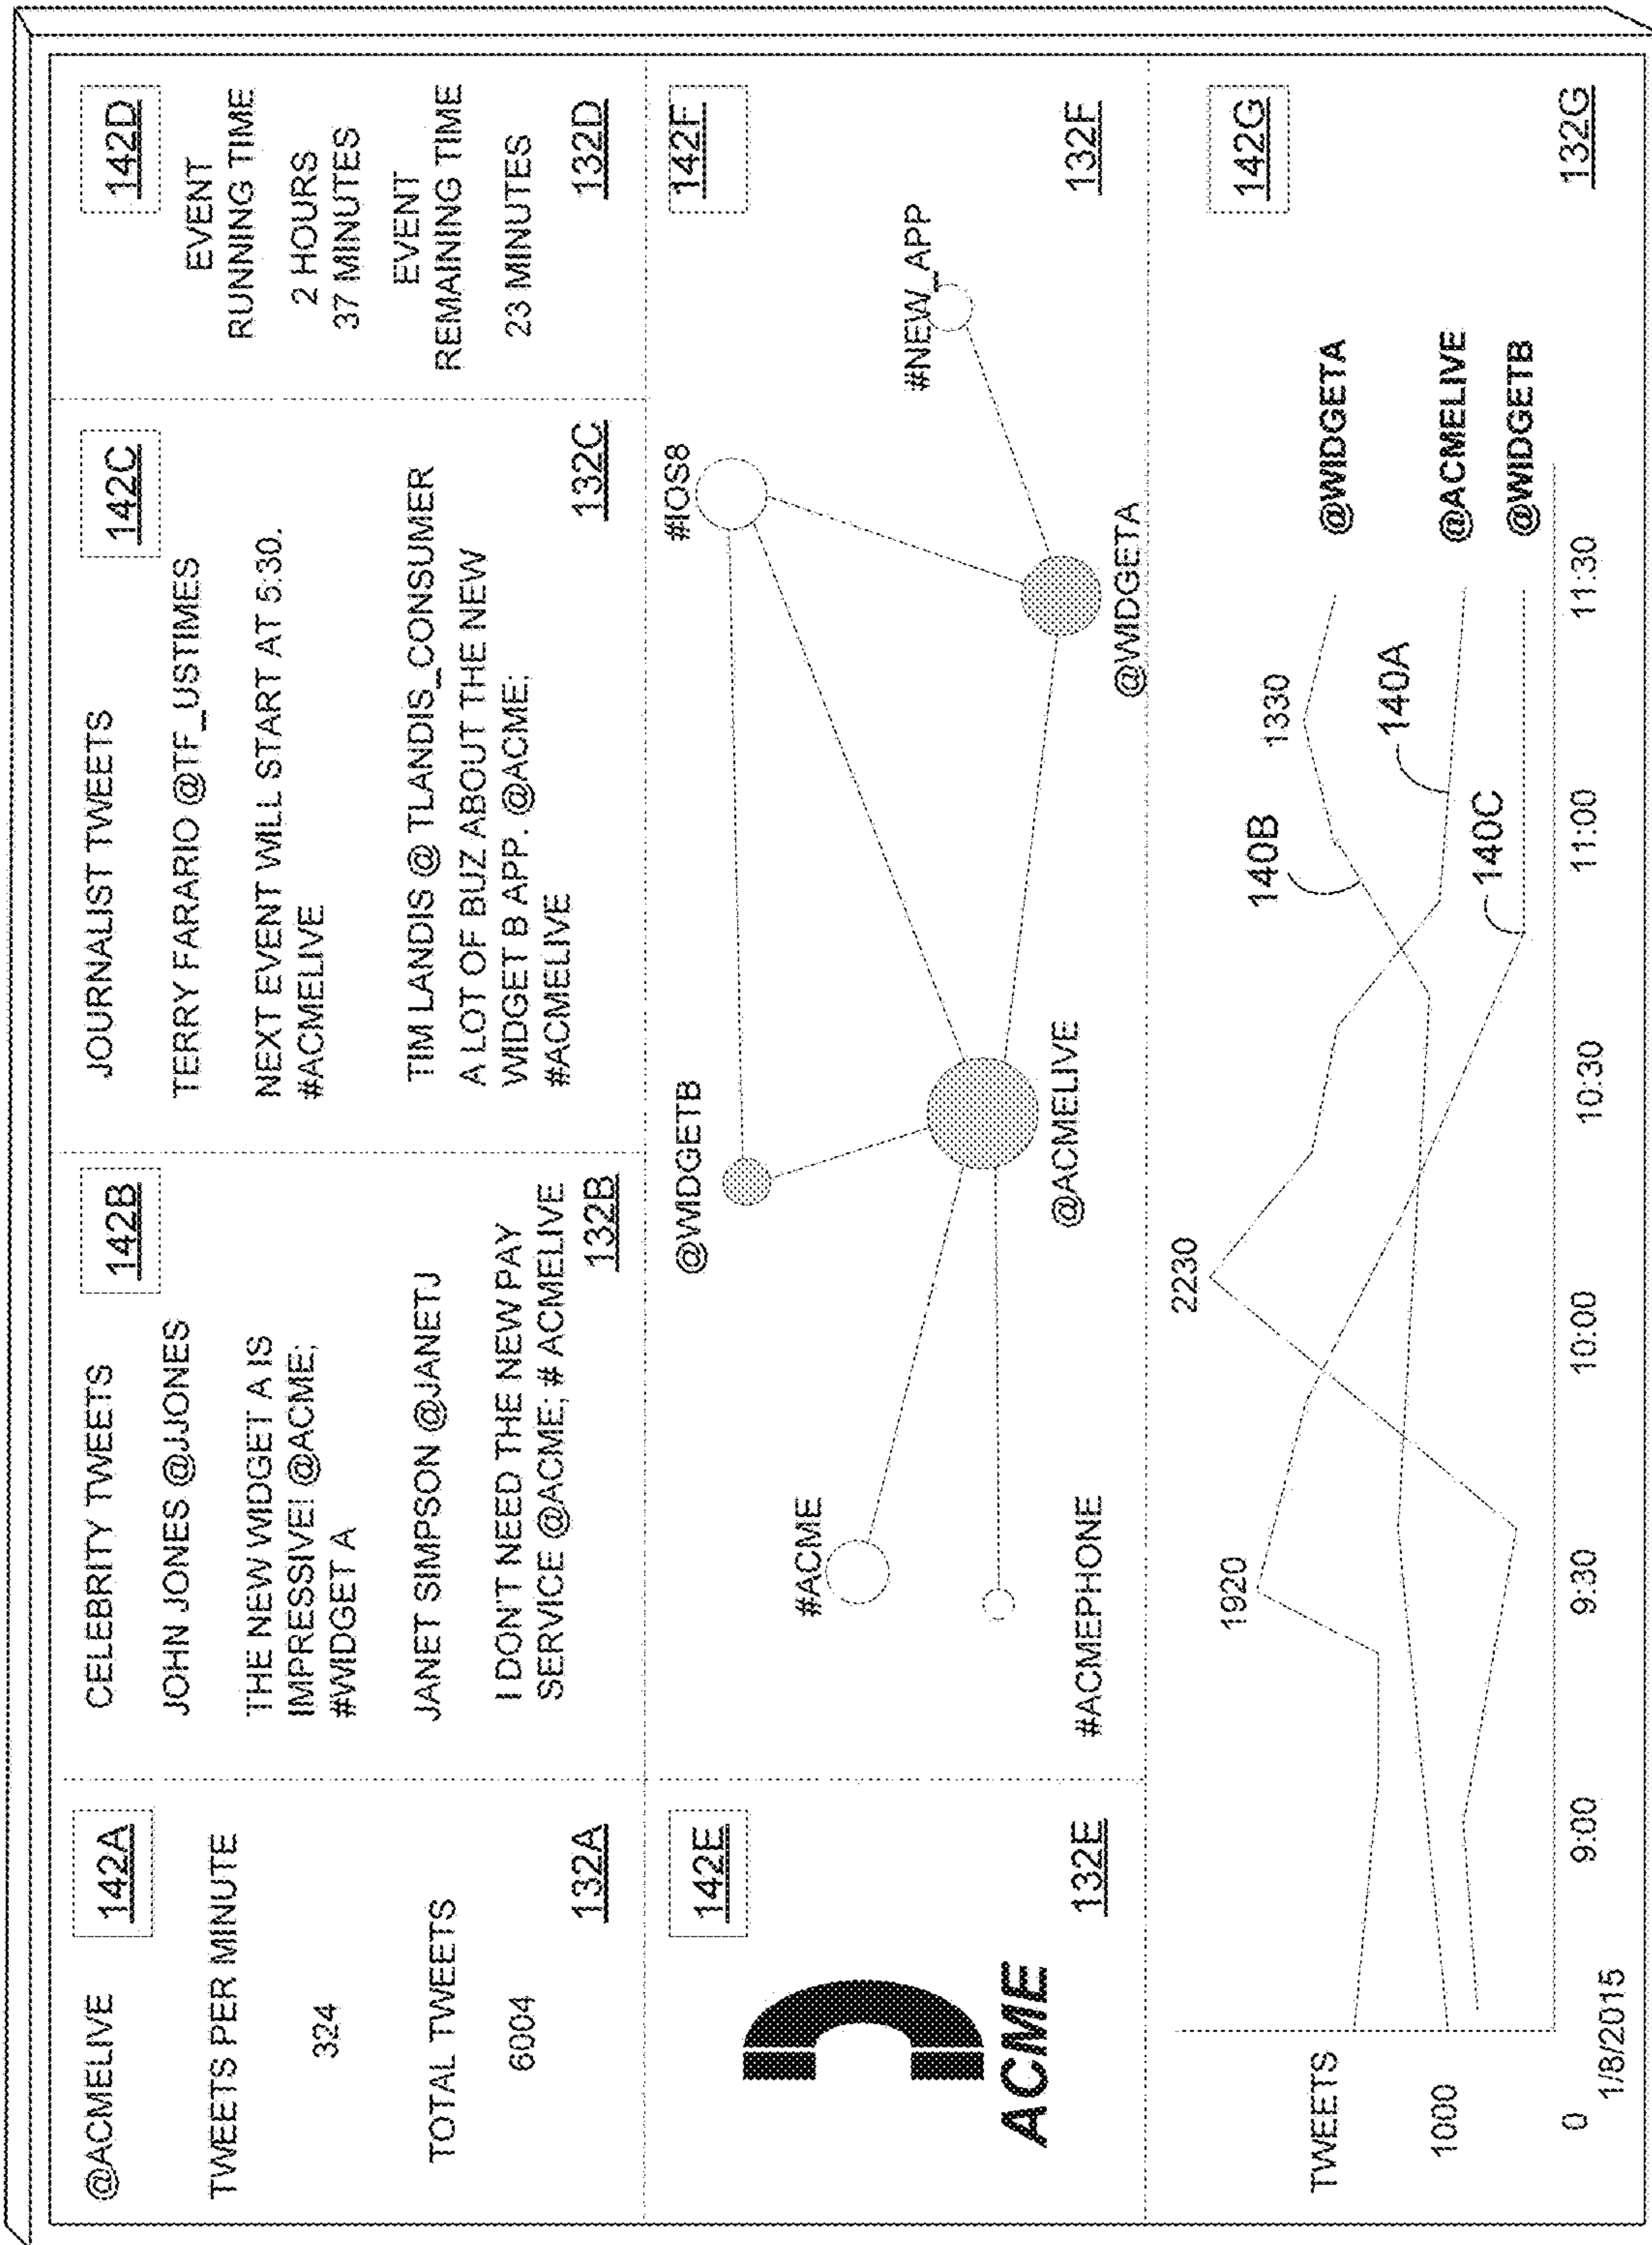 @ACMELIVE
142A
TWEETS PER MINUTE
324
TOTAL TWEETS
6004
132A
CELEBRITY TWEETS
142B
JOHN JONES @JJONES
THE NEW WIDGET A IS
IMPRESSIVE! @ACME;
#WIDGET A
JANET SIMPSON @JANETJ
I DON'T NEED THE NEW PAY
SERVICE @ACME; # ACMELIVE
132B
JOURNALIST TWEETS
142C
TERRY FARARIO @TF_USTIMES
NEXT EVENT WILL START AT 5:30.
#ACMELIVE
TIM LANDIS @ TLANDIS_CONSUMER
A LOT OF BUZ ABOUT THE NEW
WIDGET B APP. @ACME;
#ACMELIVE
132C
142D
EVENT
RUNNING TIME
2 HOURS
37 MINUTES
EVENT
REMAINING TIME
23 MINUTES
132D
142E
ACME
132E
142F
@WIDGETB
#IOS8
#ACME
#NEW_APP
@ACMELIVE
#ACMEPHONE
@WIDGETA
132F
142G
2230
1920
1330
140B
TWEETS
@WIDGETA
140A
1000
@ACMELIVE
140C
@WIDGETB
0
9:00
9:30
10:00
10:30
11:00
11:30
132G
1/8/2015